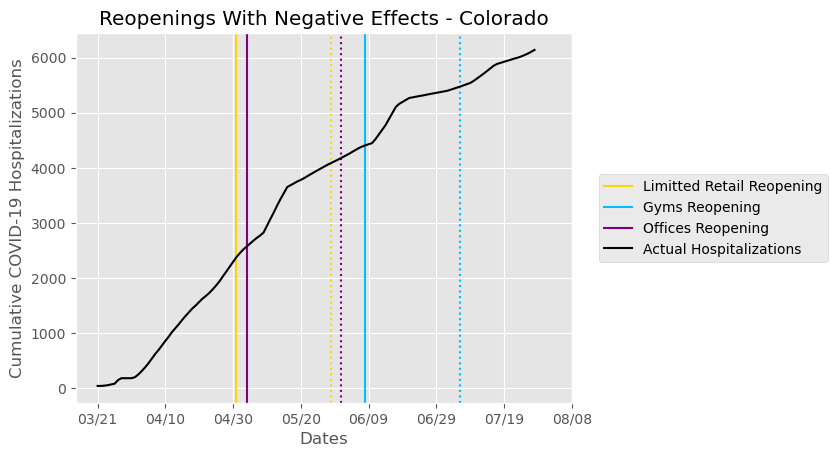 Reopenings With Negative Effects - Colorado
Cumulative COVID-19 Hospitalizations
6000
5000
4000
3000
2000
1000
0
03/21 04/10 04/30 05/20 06/09 06/29 07/19 08/08
Dates
Limitted Retail Reopening
Gyms Reopening
Offices Reopening
Actual Hospitalizations